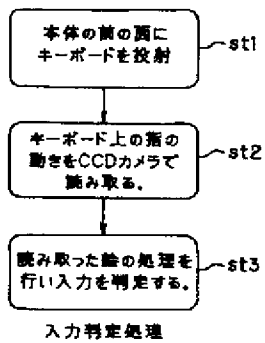 本体の前の面に
キーボードを投射
st1
キーボード上の指の
動きをCCDカメラで
読み取る。
st2
読み取った絵の処理を
行い入力を判定する。
st3
入力判定処理